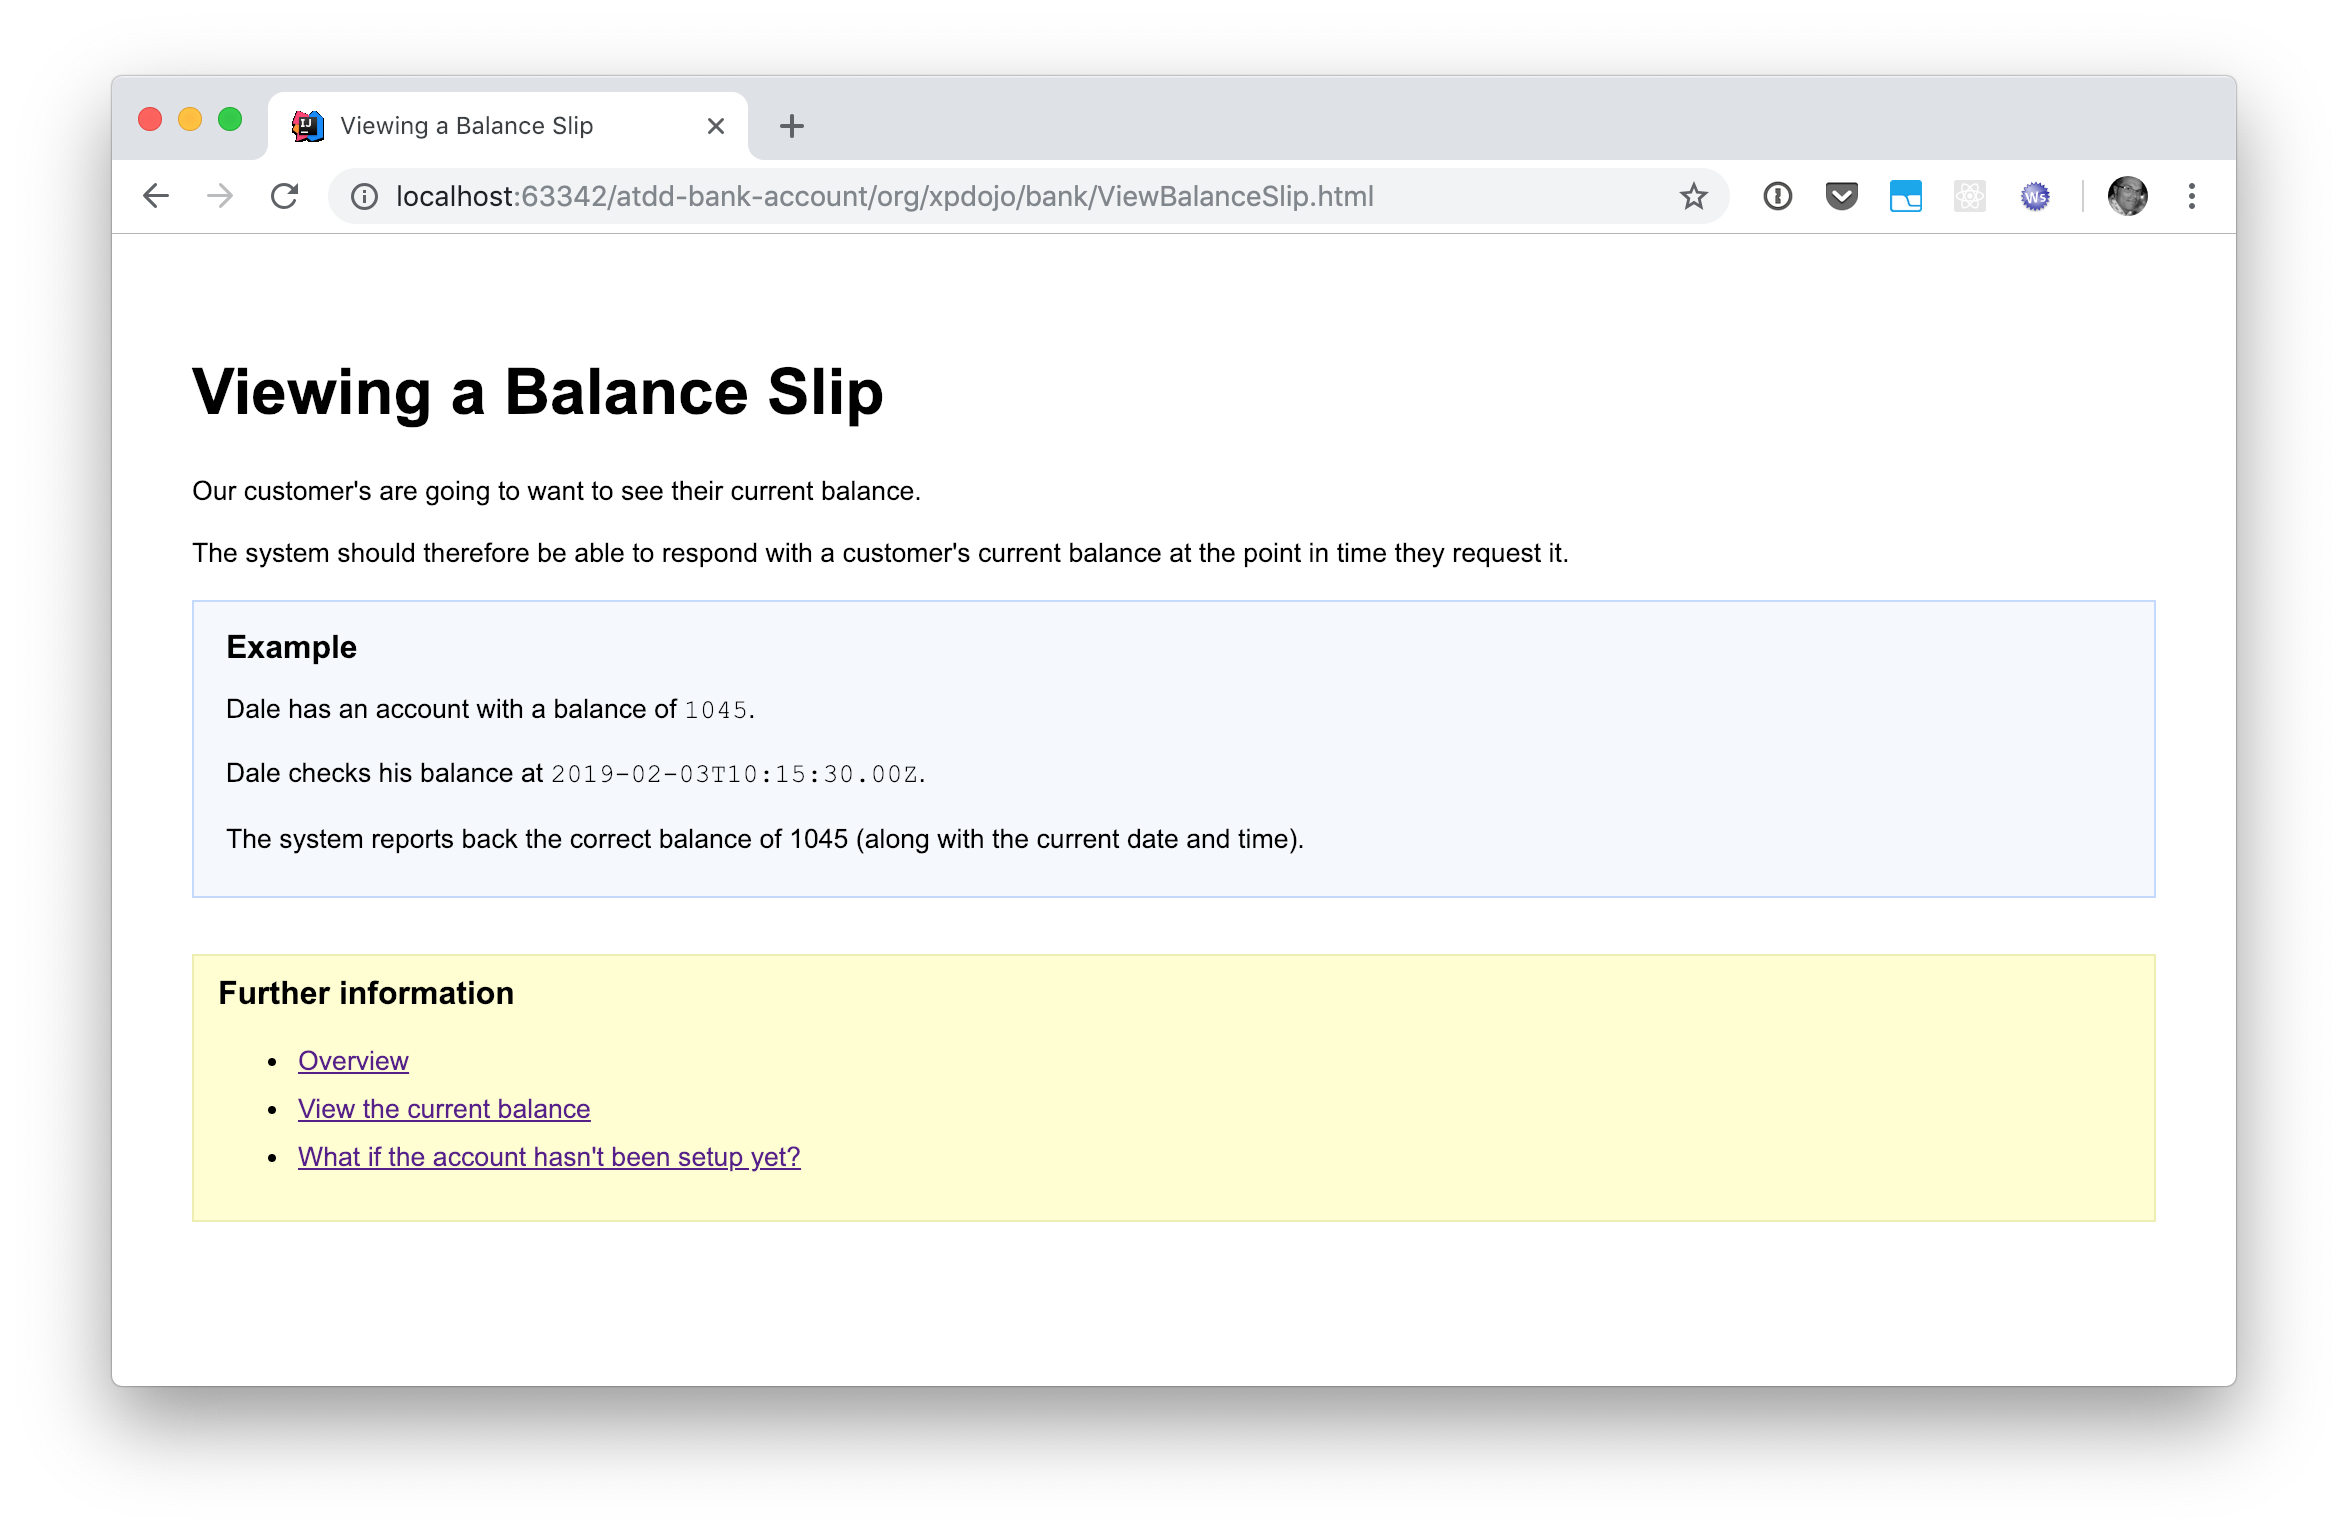 Viewing a Balance Slip
localhost:63342/atdd-bank-account/org/xpdojo/bank/ViewBalanceSlip.html
Viewing a Balance Slip
Our customer's are going to want to see their current balance.
The system should therefore be able to respond with a customer's current balance at the point in time they request it.
Example
Dale has an account with a balance of 1045.
Dale checks his balance at 2019-02-03T10:15:30.00Z.
The system reports back the correct balance of 1045 (along with the current date and time).
Further information
• Overview
• View the current balance
• What if the account hasn't been setup yet?